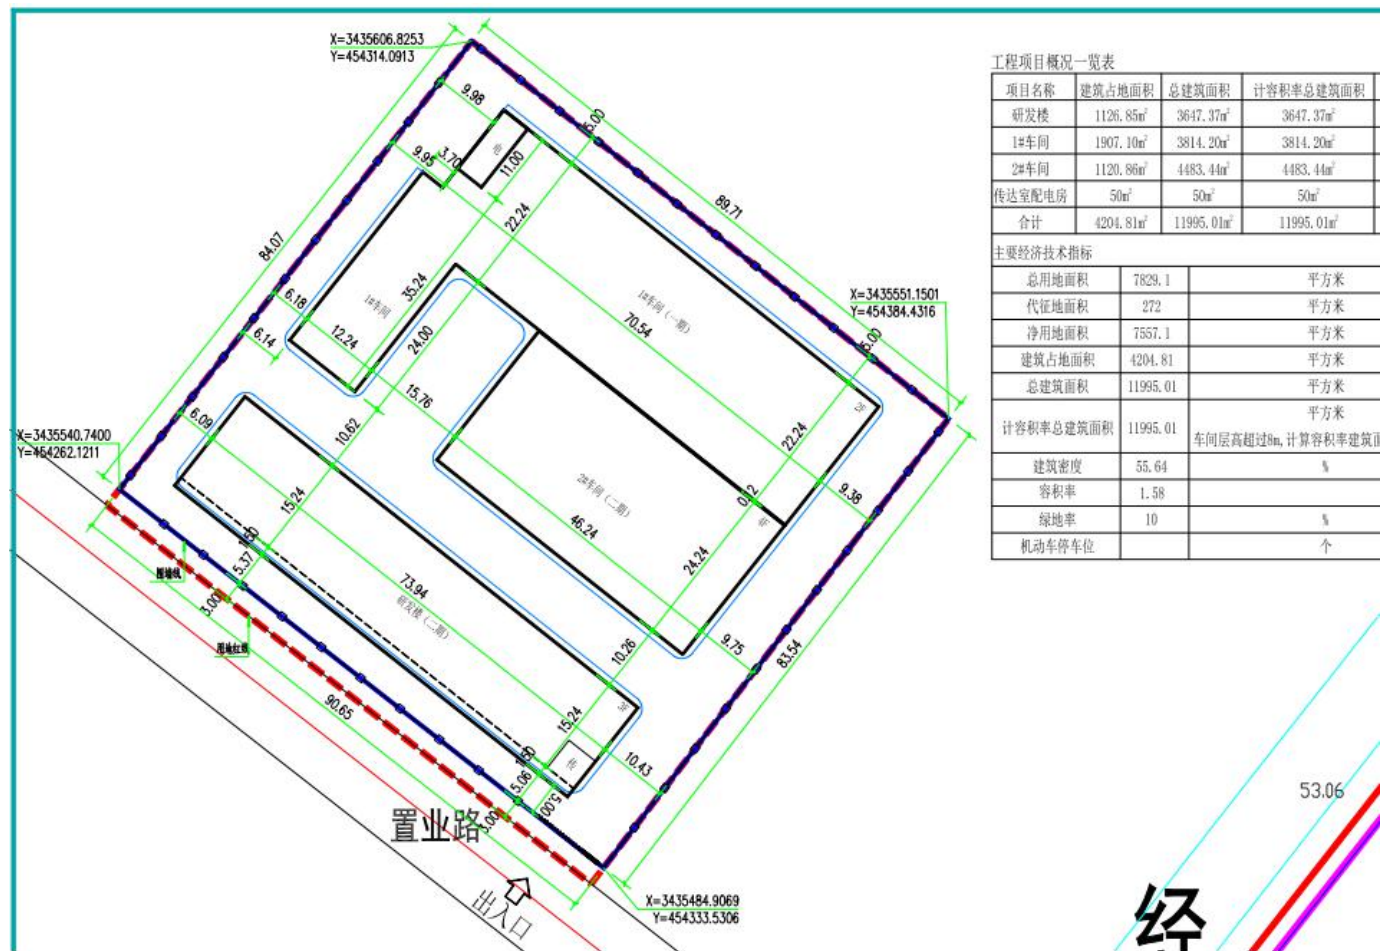 X=3435606.8253
Y=454314.0913
9.98
5.00
电
9.95
3.70
11.00
89.71
22.24
84.07
35.24
1#车间
6.18
12.24
24.00
6.14
1#车间（一期）
70.54
X=3435551.1501
Y=454384.4316
5.00
15.76
2F
10.62
6.09
22.24
X=3435540.7400
Y=454262.1211
9.38
0.12
4F
2#车间（二期）
46.24
15.24
24.24
1.50
5.37
围墙线
73.94
研发楼（二期）
3.00
用地红线
10.26
9.75
83.54
90.65
3F
15.24
传
10.43
1.50
5.06
5.00
3.00
置业路
出入口
X=3435484.9069
Y=454333.5306
工程项目概况一览表
项目名称 建筑占地面积 总建筑面积 计容积率总建筑面积
研发楼 1126.85㎡ 3647.37㎡ 3647.37㎡
1#车间 1907.10㎡ 3814.20㎡ 3814.20㎡
2#车间 1120.86㎡ 4483.44㎡ 4483.44㎡
传达室配电房 50㎡ 50㎡ 50㎡
合计 4204.81㎡ 11995.01㎡ 11995.01㎡
主要经济技术指标
总用地面积 7829.1 平方米
代征地面积 272 平方米
净用地面积 7557.1 平方米
建筑占地面积 4204.81 平方米
总建筑面积 11995.01 平方米
计容积率总建筑面积 11995.01 平方米
车间层高超过8m,计算容积率建筑面
建筑密度 55.64 %
容积率 1.58
绿地率 10 %
机动车停车位 个
53.06
经